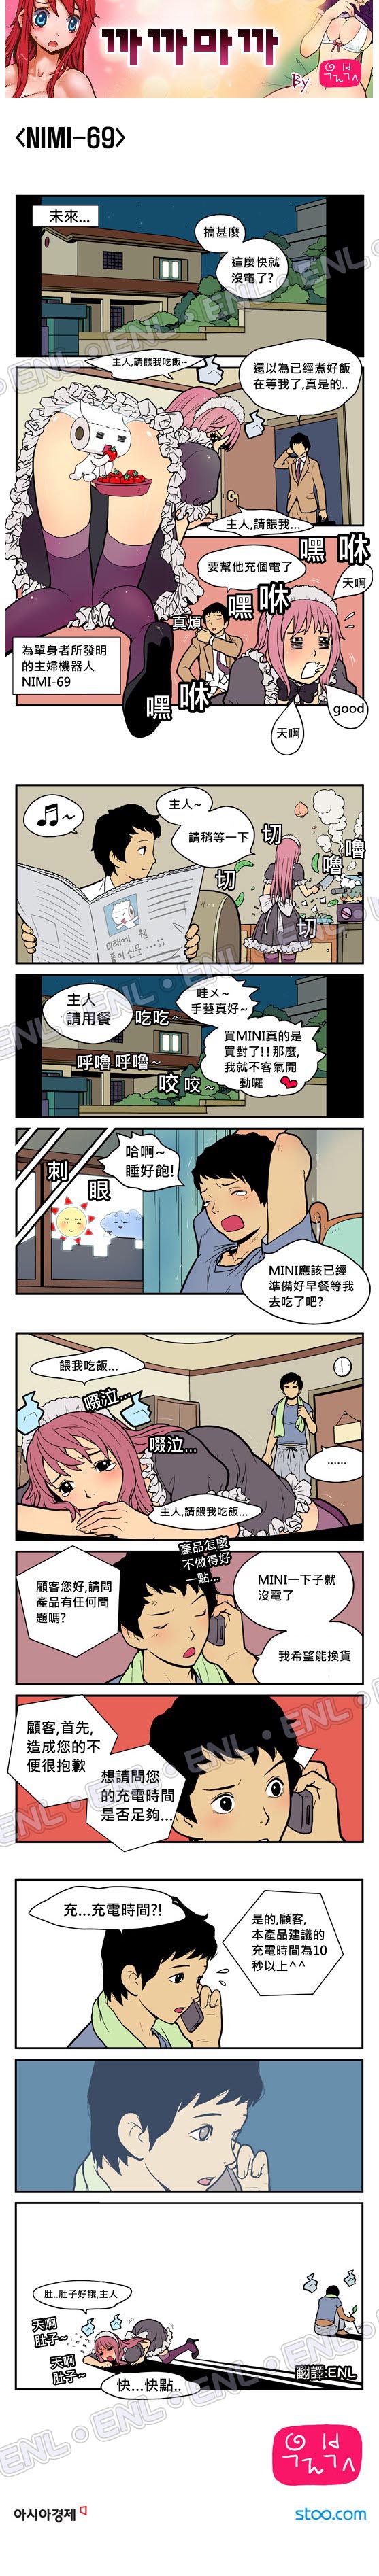 까까마까
By
<NIMI-69>
未來...
搞甚麼
這麼快就
沒電了?
主人,請餵我吃飯~
還以為已經煮好飯
在等我了,真是的..
主人,請餵我...
要幫他充個電了
嘿 咻
天啊
真煩
嘿 咻
為單身者所發明
的主婦機器人
NIMI-69
嘿 咻
good
天啊
主人~
請稍等一下
切
嚕
嚕
切
切
主人
請用餐
吃吃~
哇ㄨ~
手藝真好~
呼嚕 呼嚕~
咬 咬~
買MINI真的是
買對了!!那麼,
我就不客氣開
動囉
刺
眼
哈啊~
睡好飽!
MINI應該已經
準備好早餐等我
去吃了吧?
餵我吃飯...
啜泣...
啜泣...
......
主人,請餵我吃飯...
產品怎麼
不做得好
一點...
顧客您好,請問
產品有任何問
題嗎?
MINI一下子就
沒電了
我希望能換貨
顧客,首先,
造成您的不
便很抱歉
想請問您
的充電時間
是否足夠...
充...充電時間?!
是的,顧客,
本產品建議的
充電時間為10
秒以上^^
肚..肚子好餓,主人
天啊
肚子~
天啊
肚子~
快...快點..
翻譯:ENL
아시아경제
stoo.com
ENL • ENL • ENL